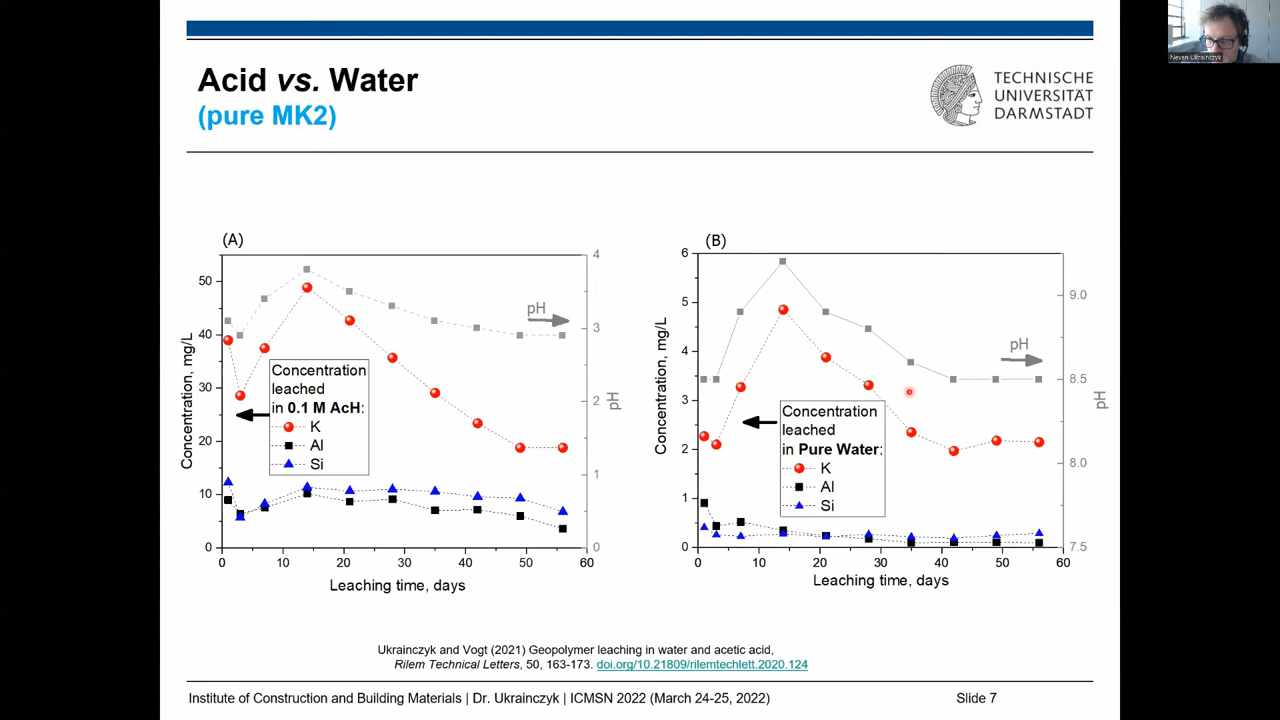 Neven Ukrainczyk
Acid vs. Water
(pure MK2)
TECHNISCHE
UNIVERSITÄT
DARMSTADT
(A)
Concentration, mg/L
50
40
30
20
10
0
4
3
2
1
0
pH
pH
Concentration
leached
in 0.1 M AcH:
K
Al
Si
0 10 20 30 40 50 60
Leaching time, days
(B)
Concentration, mg/L
6
5
4
3
2
1
0
9.0
8.5
8.0
7.5
pH
pH
Concentration
leached
in Pure Water:
K
Al
Si
0 10 20 30 40 50 60
Leaching time, days
Ukrainczyk and Vogt (2021) Geopolymer leaching in water and acetic acid,
Rilem Technical Letters, 50, 163-173. doi.org/10.21809/rilemtechlett.2020.124
Institute of Construction and Building Materials | Dr. Ukrainczyk | ICMSN 2022 (March 24-25, 2022)
Slide 7